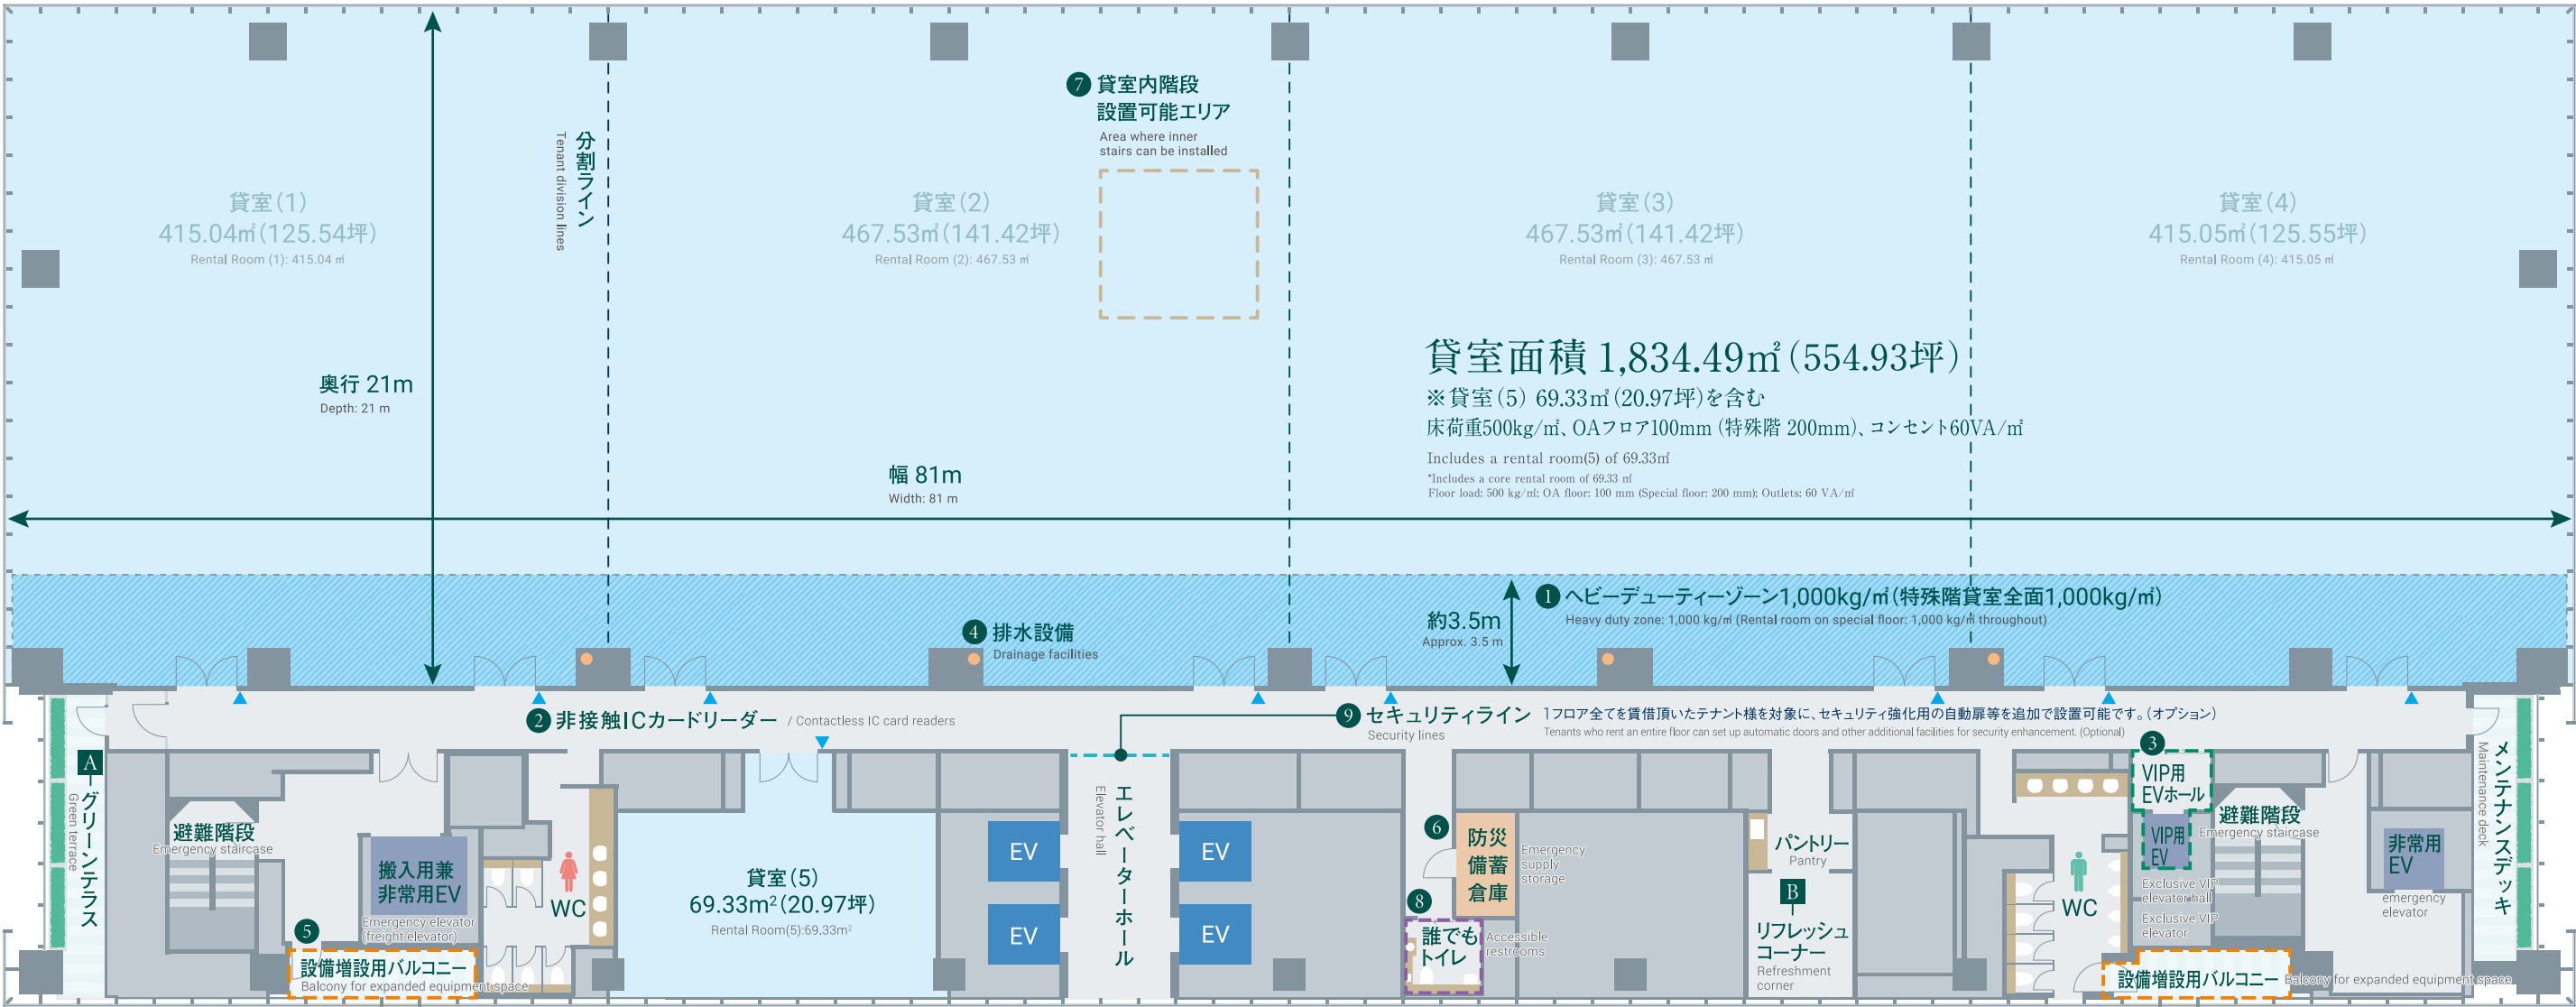 7 貸室内階段
設置可能エリア
Area where inner
stairs can be installed
分割ライン
Tenant division lines
貸室(1)
415.04㎡(125.54坪)
Rental Room (1): 415.04 ㎡
貸室(2)
467.53㎡(141.42坪)
Rental Room (2): 467.53 ㎡
貸室(3)
467.53㎡(141.42坪)
Rental Room (3): 467.53 ㎡
貸室(4)
415.05㎡(125.55坪)
Rental Room (4): 415.05 ㎡
奥行 21m
Depth: 21 m
貸室面積 1,834.49㎡(554.93坪)
※貸室(5) 69.33㎡(20.97坪)を含む
床荷重500kg/㎡、OAフロア100mm (特殊階 200mm)、コンセント60VA/㎡
Includes a rental room(5) of 69.33㎡
*Includes a core rental room of 69.33 ㎡
Floor load: 500 kg/㎡; OA floor: 100 mm (Special floor: 200 mm); Outlets: 60 VA/㎡
幅 81m
Width: 81 m
1 ヘビーデューティーゾーン1,000kg/㎡(特殊階貸室全面1,000kg/㎡)
Heavy duty zone: 1,000 kg/㎡ (Rental room on special floor: 1,000 kg/㎡ throughout)
約3.5m
Approx. 3.5 m
4 排水設備
Drainage facilities
2 非接触ICカードリーダー / Contactless IC card readers
9 セキュリティライン 1フロア全てを賃借頂いたテナント様を対象に、セキュリティ強化用の自動扉等を追加で設置可能です。(オプション)
Security lines Tenants who rent an entire floor can set up automatic doors and other additional facilities for security enhancement. (Optional)
A
グリーンテラス
Green terrace
避難階段
Emergency staircase
搬入用兼
非常用EV
Emergency elevator
(freight elevator)
5
設備増設用バルコニー
Balcony for expanded equipment space
WC
貸室(5)
69.33m²(20.97坪)
Rental Room(5):69.33m²
EV
EV
エレベーターホール
Elevator hall
EV
EV
6
防災
備蓄
倉庫
Emergency
supply
storage
8
誰でも
トイレ
Accessible
restrooms
パントリー
Pantry
B
リフレッシュ
コーナー
Refreshment
corner
WC
3
VIP用
EVホール
VIP用
EV
Exclusive VIP
elevator hall
Exclusive VIP
elevator
避難階段
Emergency staircase
設備増設用バルコニー
Balcony for expanded equipment space
非常用
EV
emergency
elevator
メンテナンスデッキ
Maintenance deck